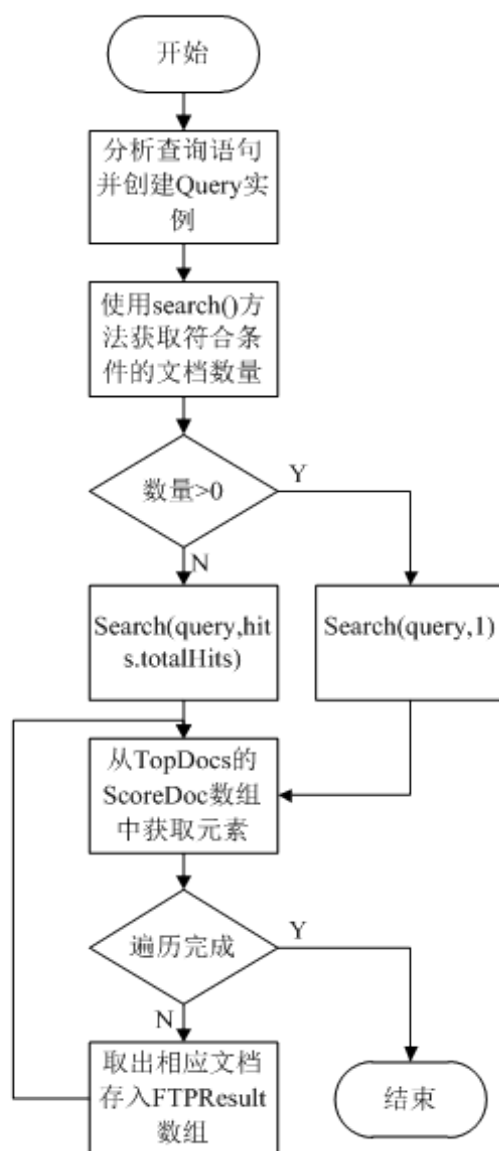 开始
分析查询语句
并创建Query实
例
使用search()方
法获取符合条
件的文档数量
数量>0
Y
N
Search(query,hit
s.totalHits)
Search(query,1)
从TopDocs的
ScoreDoc数组
中获取元素
遍历完成
Y
N
取出相应文档
存入FTPResult
数组
结束